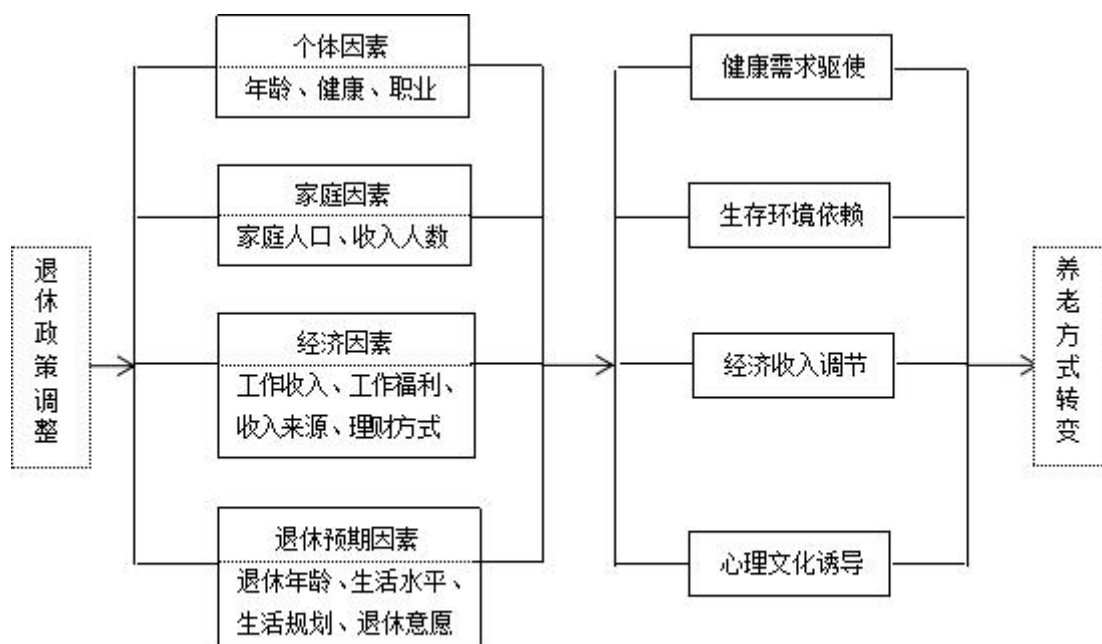 退休政策调整
个体因素
年龄、健康、职业
家庭因素
家庭人口、收入人数
经济因素
工作收入、工作福利、
收入来源、理财方式
退休预期因素
退休年龄、生活水平、
生活规划、退休意愿
健康需求驱使
生存环境依赖
经济收入调节
心理文化诱导
养老方式转变